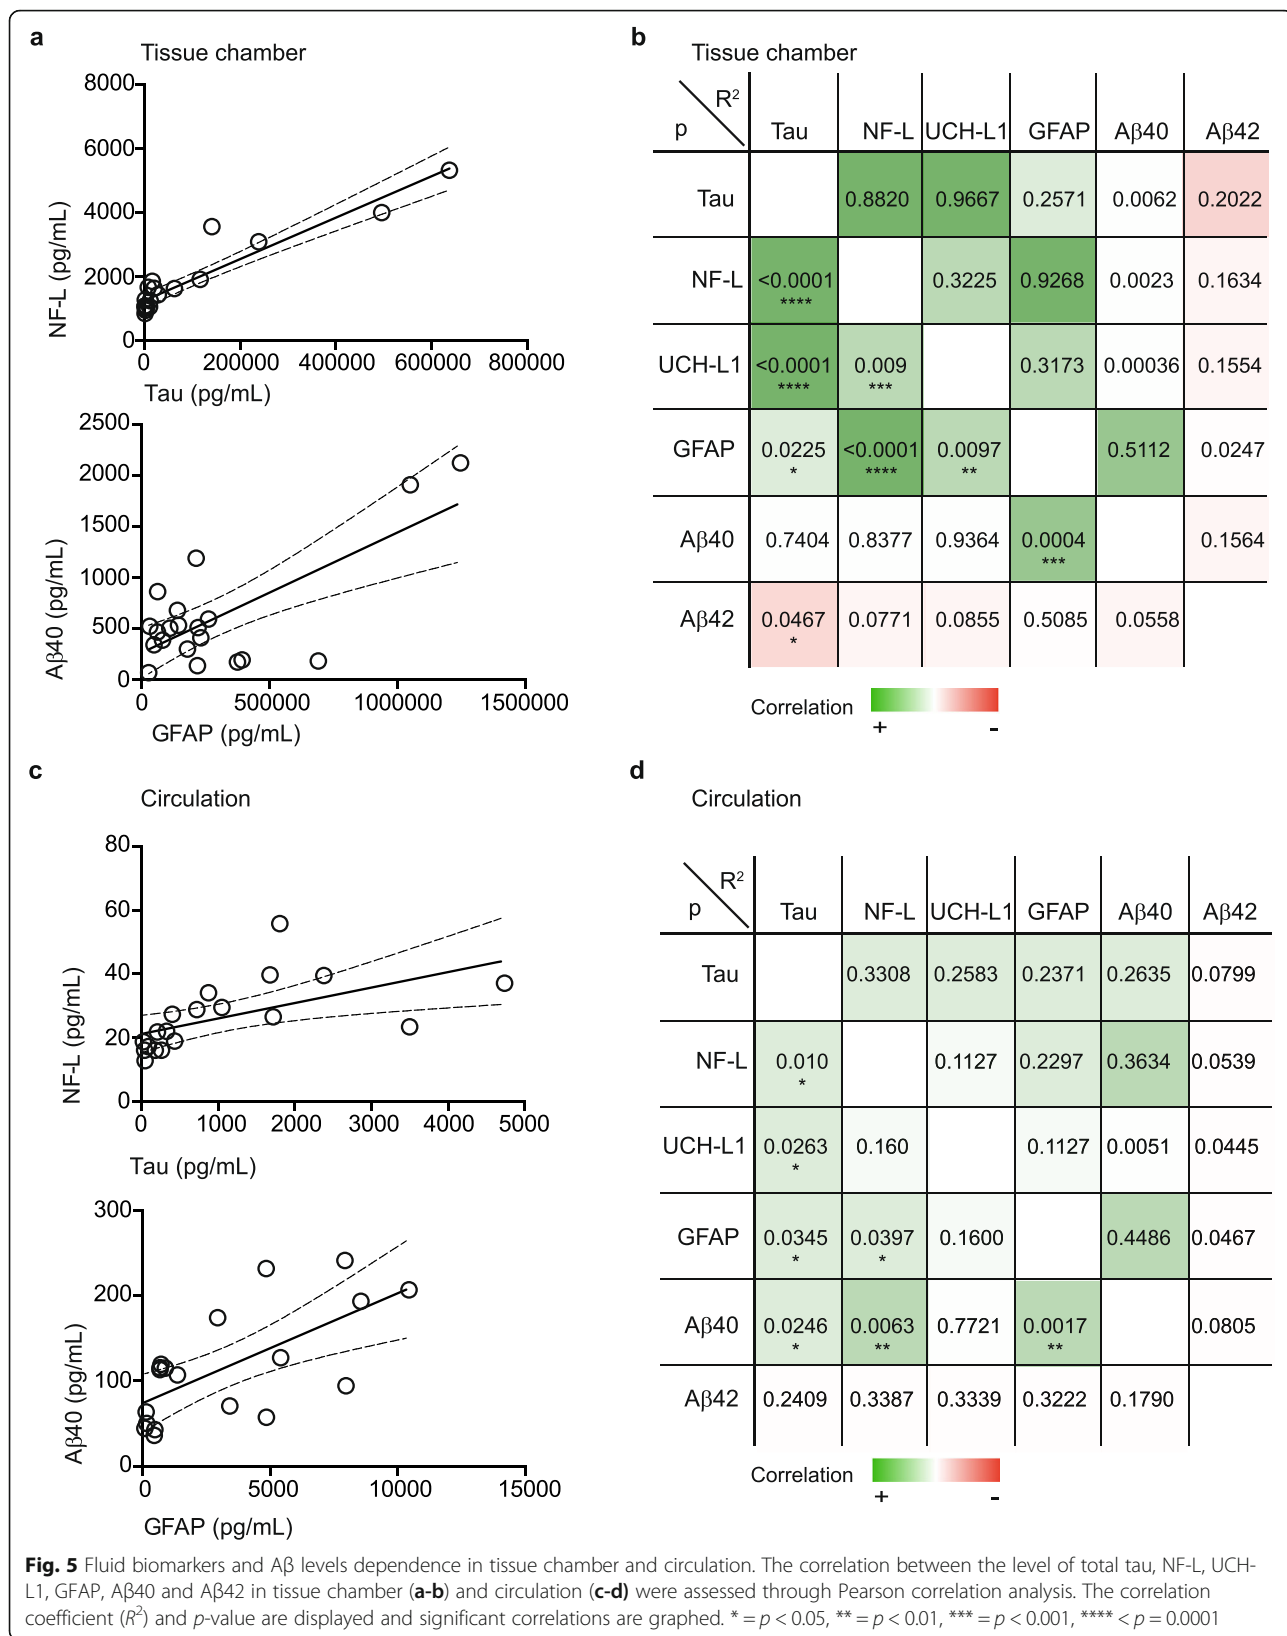 a
Tissue chamber
8000
6000
4000
2000
0
NF-L (pg/mL)
0 200000 400000 600000 800000
Tau (pg/mL)
2500
2000
1500
1000
500
0
Aβ40 (pg/mL)
0 500000 1000000 1500000
GFAP (pg/mL)
b
Tissue chamber
R²
p Tau NF-L UCH-L1 GFAP Aβ40 Aβ42
Tau 0.8820 0.9667 0.2571 0.0062 0.2022
NF-L <0.0001 0.3225 0.9268 0.0023 0.1634
****
UCH-L1 <0.0001 0.009 0.3173 0.00036 0.1554
**** ***
GFAP 0.0225 <0.0001 0.0097 0.5112 0.0247
* **** **
Aβ40 0.7404 0.8377 0.9364 0.0004 0.1564
***
Aβ42 0.0467 0.0771 0.0855 0.5085 0.0558
*
Correlation
+ -
c
Circulation
80
60
40
20
0
NF-L (pg/mL)
0 1000 2000 3000 4000 5000
Tau (pg/mL)
300
200
100
0
Aβ40 (pg/mL)
0 5000 10000 15000
GFAP (pg/mL)
d
Circulation
R²
p Tau NF-L UCH-L1 GFAP Aβ40 Aβ42
Tau 0.3308 0.2583 0.2371 0.2635 0.0799
NF-L 0.010 0.1127 0.2297 0.3634 0.0539
*
UCH-L1 0.0263 0.160 0.1127 0.0051 0.0445
*
GFAP 0.0345 0.0397 0.1600 0.4486 0.0467
* *
Aβ40 0.0246 0.0063 0.7721 0.0017 0.0805
* ** **
Aβ42 0.2409 0.3387 0.3339 0.3222 0.1790
Correlation
+ -
Fig. 5 Fluid biomarkers and Aβ levels dependence in tissue chamber and circulation. The correlation between the level of total tau, NF-L, UCH-
L1, GFAP, Aβ40 and Aβ42 in tissue chamber (a-b) and circulation (c-d) were assessed through Pearson correlation analysis. The correlation
coefficient (R²) and p-value are displayed and significant correlations are graphed. * = p < 0.05, ** = p < 0.01, *** = p < 0.001, **** < p = 0.0001